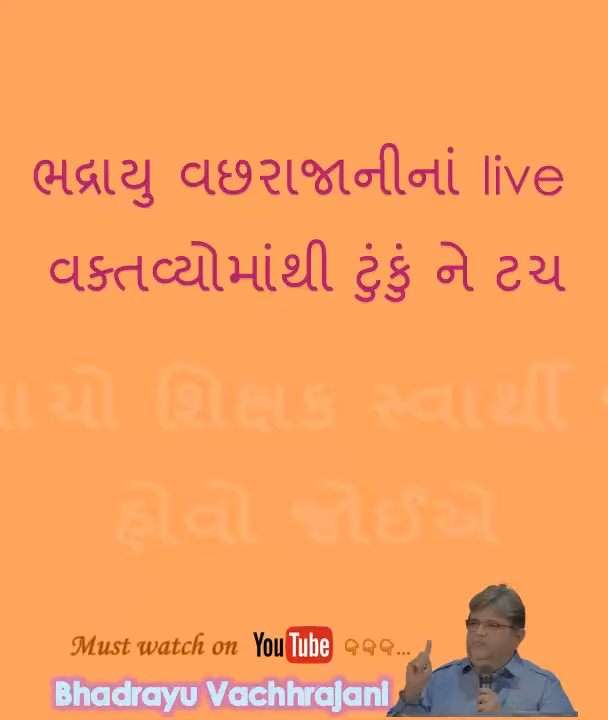 ભદ્રાયુ વછરાજાનીનાં live
વક્તવ્યોમાંથી ટુંકું ને ટચ
શિક્ષક સ્વાર્થી
હોવો જોઈએ
Must watch on YouTube 👇👇👇...
Bhadrayu Vachhrajani